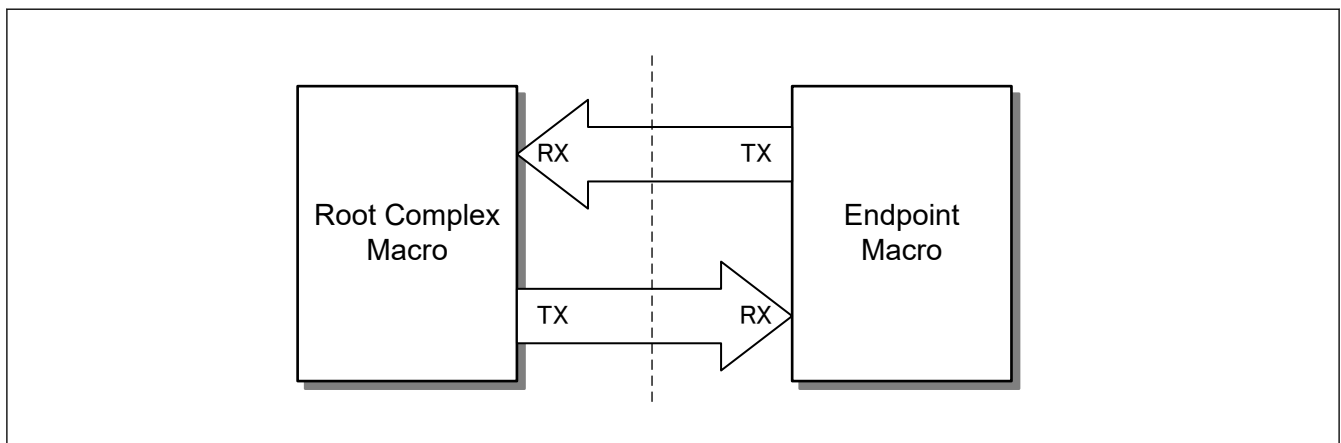 Root Complex
Macro
RX
TX
TX
RX
Endpoint
Macro